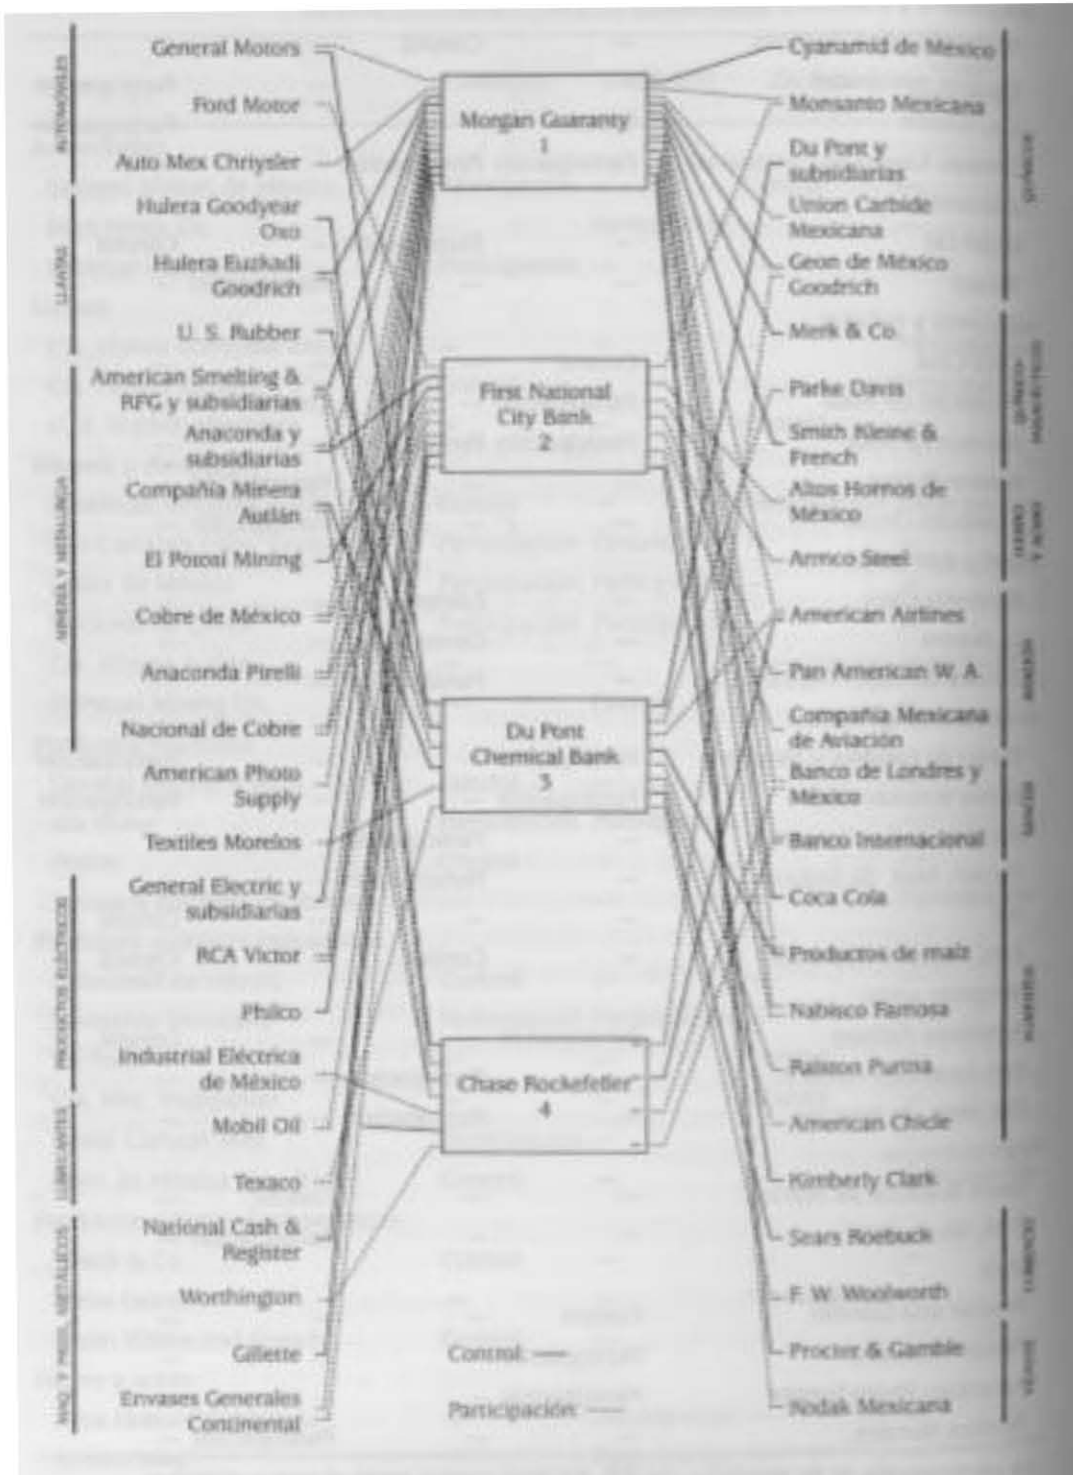 AUTOMÓVILES
General Motors
Ford Motor
Auto Mex Chriysler
LLANTAS
Hulera Goodyear
Oxo
Hulera Euzkadi
Goodrich
U. S. Rubber
MINERÍA Y METALURGIA
American Smelting &
RFG y subsidiarias
Anaconda y
subsidiarias
Compañía Minera
Autlán
El Potosí Mining
Cobre de México
Anaconda Pirelli
Nacional de Cobre
American Photo
Supply
Textiles Morelos
PRODUCTOS ELÉCTRICOS
General Electric y
subsidiarias
RCA Victor
Philco
Industrial Eléctrica
de México
LUBRICANTES
Mobil Oil
Texaco
MAQ. Y PROD. METÁLICOS
National Cash &
Register
Worthington
Gillette
Envases Generales
Continental
Morgan Guaranty
1
First National
City Bank
2
Du Pont
Chemical Bank
3
Chase Rockefeller
4
Control:
Participación:
Cyanamid de México
Monsanto Mexicana
Du Pont y
subsidiarias
Union Carbide
Mexicana
Geon de México
Goodrich
Merk & Co.
Parke Davis
Smith Kleine &
French
Altos Hornos de
México
Armco Steel
American Airlines
Pan American W. A.
Compañía Mexicana
de Aviación
Banco de Londres y
México
Banco Internacional
Coca Cola
Productos de maíz
Nabisco Famosa
Ralston Purina
American Chicle
Kimberly Clark
Sears Roebuck
F. W. Woolworth
COMERCIO
Procter & Gamble
Kodak Mexicana